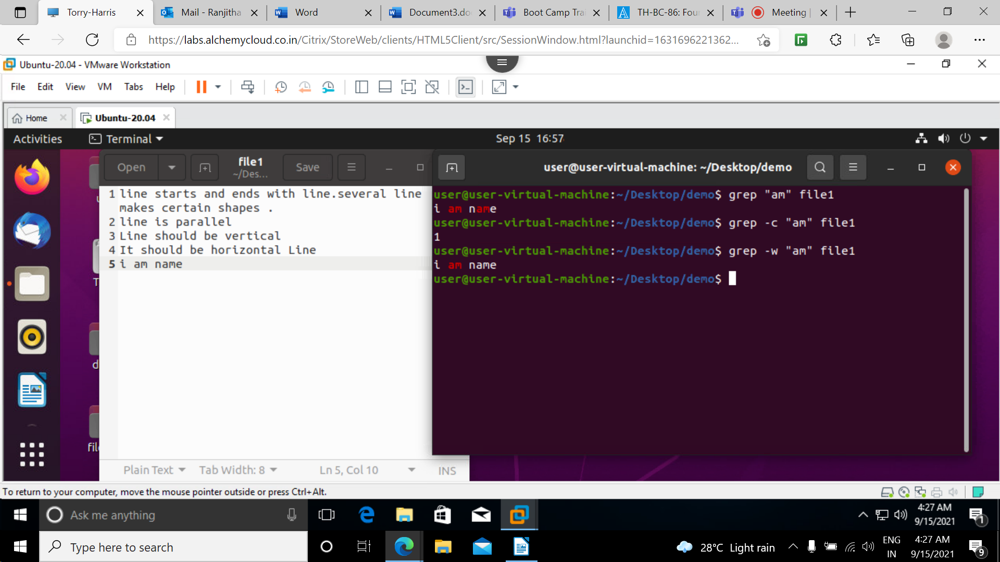 Torry-Harris
Mail - Ranjitha
Word
Document3.do
Boot Camp Trai
TH-BC-86: Four
Meeting |
https://labs.alchemycloud.co.in/Citrix/StoreWeb/clients/HTML5Client/src/SessionWindow.html?launchid=1631696221362...
Ubuntu-20.04 - VMware Workstation
File Edit View VM Tabs Help
Home
Ubuntu-20.04
Activities
Terminal
Sep 15 16:57
Open
file1
~/Des...
Save
1 line starts and ends with line.several line
makes certain shapes .
2 line is parallel
3 Line should be vertical
4 It should be horizontal Line
5 i am name
Plain Text
Tab Width: 8
Ln 5, Col 10
INS
user@user-virtual-machine: ~/Desktop/demo
user@user-virtual-machine:~/Desktop/demo$ grep "am" file1
i am name
user@user-virtual-machine:~/Desktop/demo$ grep -c "am" file1
1
user@user-virtual-machine:~/Desktop/demo$ grep -w "am" file1
i am name
user@user-virtual-machine:~/Desktop/demo$
To return to your computer, move the mouse pointer outside or press Ctrl+Alt.
Ask me anything
4:27 AM
9/15/2021
1
Type here to search
28°C Light rain
ENG
IN
4:27 AM
9/15/2021
9